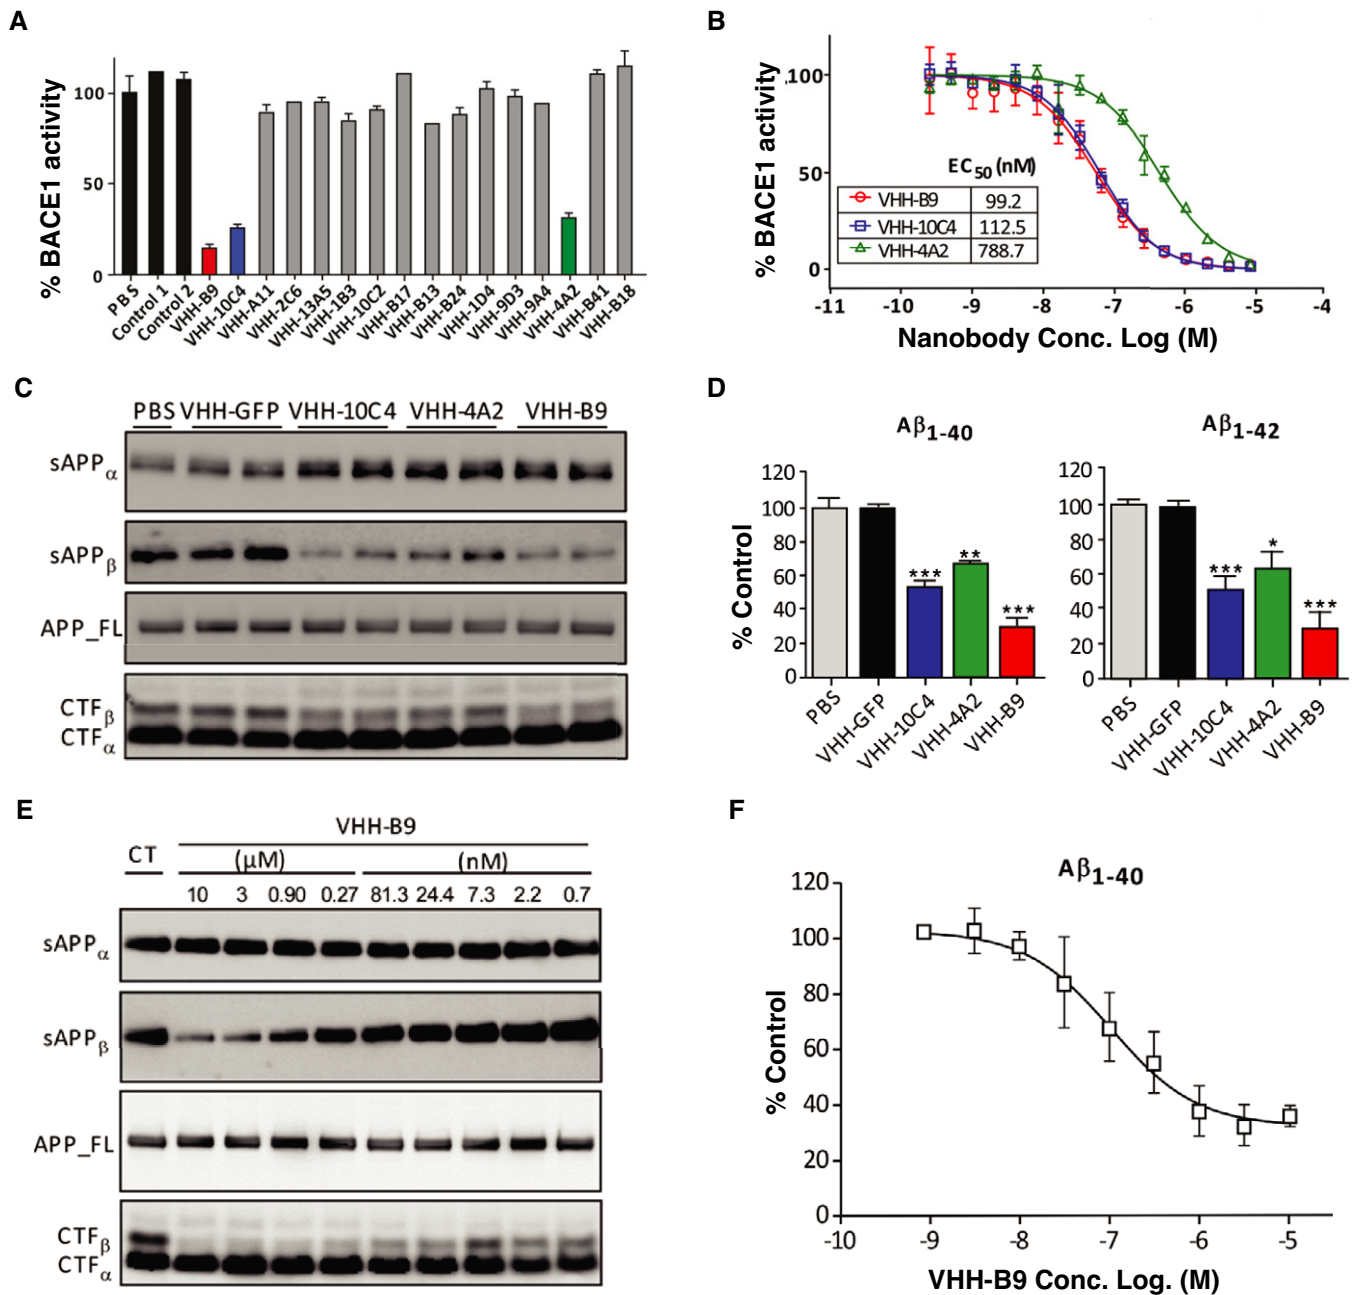 A
% BACE1 activity
100
50
0
PBS
Control 1
Control 2
VHH-B9
VHH-10C4
VHH-A11
VHH-2C6
VHH-13A5
VHH-1B3
VHH-10C2
VHH-B17
VHH-B13
VHH-B24
VHH-1D4
VHH-9D3
VHH-9A4
VHH-4A2
VHH-B41
VHH-B18
B
% BACE1 activity
100
50
0
EC50 (nM)
VHH-B9 99.2
VHH-10C4 112.5
VHH-4A2 788.7
-11 -10 -9 -8 -7 -6 -5 -4
Nanobody Conc. Log (M)
C
PBS VHH-GFP VHH-10C4 VHH-4A2 VHH-B9
sAPPα
sAPPβ
APP_FL
CTFβ
CTFα
D
% Control
Aβ1-40
120
100
80
60
40
20
0
*** ** ***
PBS
VHH-GFP
VHH-10C4
VHH-4A2
VHH-B9
Aβ1-42
120
100
80
60
40
20
0
*** * ***
PBS
VHH-GFP
VHH-10C4
VHH-4A2
VHH-B9
E
VHH-B9
CT (μM) (nM)
10 3 0.90 0.27 81.3 24.4 7.3 2.2 0.7
sAPPα
sAPPβ
APP_FL
CTFβ
CTFα
F
Aβ1-40
% Control
120
100
80
60
40
20
0
-10 -9 -8 -7 -6 -5
VHH-B9 Conc. Log. (M)